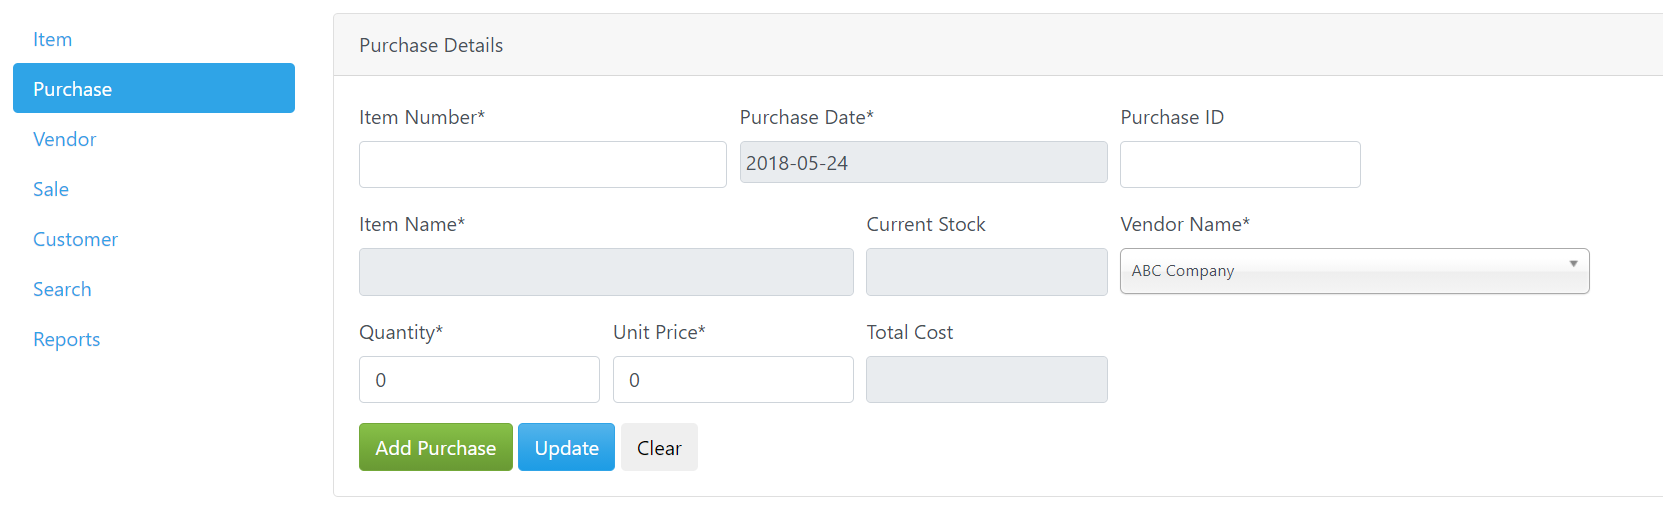 Item
Purchase
Vendor
Sale
Customer
Search
Reports
Purchase Details
Item Number* Purchase Date* Purchase ID
2018-05-24
Item Name* Current Stock Vendor Name*
ABC Company
Quantity* Unit Price* Total Cost
0 0
Add Purchase Update Clear